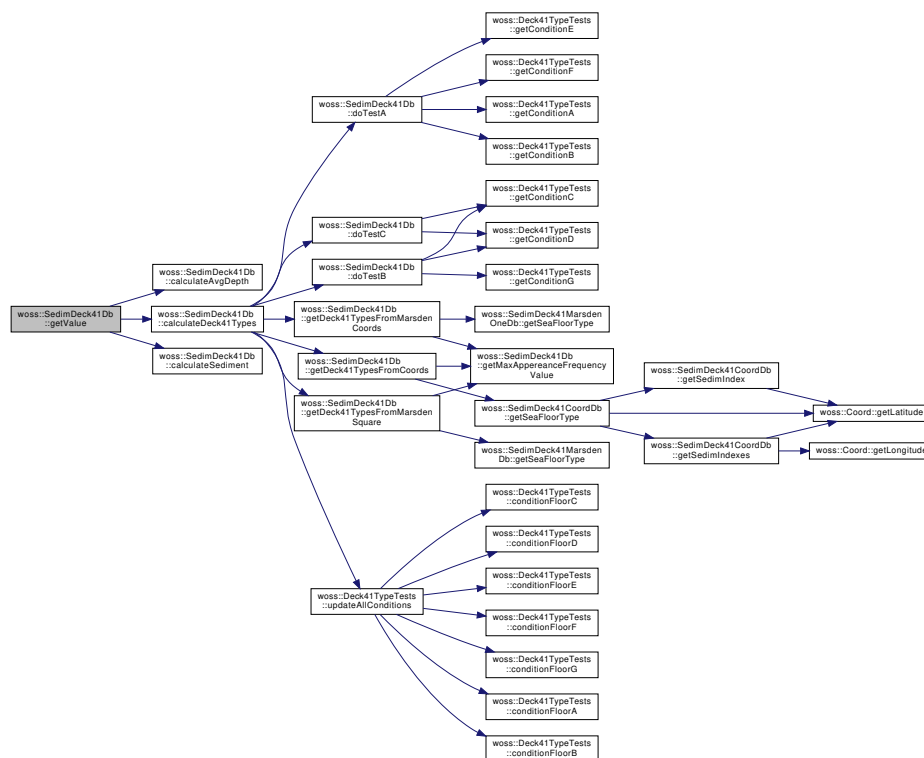 woss::Deck41TypeTests
::getConditionE
woss::Deck41TypeTests
::getConditionF
woss::SedimDeck41Db
::doTestA
woss::Deck41TypeTests
::getConditionA
woss::Deck41TypeTests
::getConditionB
woss::Deck41TypeTests
::getConditionC
woss::SedimDeck41Db
::doTestC
woss::Deck41TypeTests
::getConditionD
woss::SedimDeck41Db
::doTestB
woss::Deck41TypeTests
::getConditionG
woss::SedimDeck41Db
::calculateAvgDepth
woss::SedimDeck41Db
::getValue
woss::SedimDeck41Db
::calculateDeck41Types
woss::SedimDeck41Db
::getDeck41TypesFromMarsden
Coords
woss::SedimDeck41Marsden
OneDb::getSeaFloorType
woss::SedimDeck41Db
::calculateSediment
woss::SedimDeck41Db
::getDeck41TypesFromCoords
woss::SedimDeck41Db
::getMaxAppereanceFrequency
Value
woss::SedimDeck41CoordDb
::getSedimIndex
woss::SedimDeck41Db
::getDeck41TypesFromMarsden
Square
woss::SedimDeck41CoordDb
::getSeaFloorType
woss::Coord::getLatitude
woss::SedimDeck41Marsden
Db::getSeaFloorType
woss::SedimDeck41CoordDb
::getSedimIndexes
woss::Coord::getLongitude
woss::Deck41TypeTests
::conditionFloorC
woss::Deck41TypeTests
::conditionFloorD
woss::Deck41TypeTests
::conditionFloorE
woss::Deck41TypeTests
::updateAllConditions
woss::Deck41TypeTests
::conditionFloorF
woss::Deck41TypeTests
::conditionFloorG
woss::Deck41TypeTests
::conditionFloorA
woss::Deck41TypeTests
::conditionFloorB